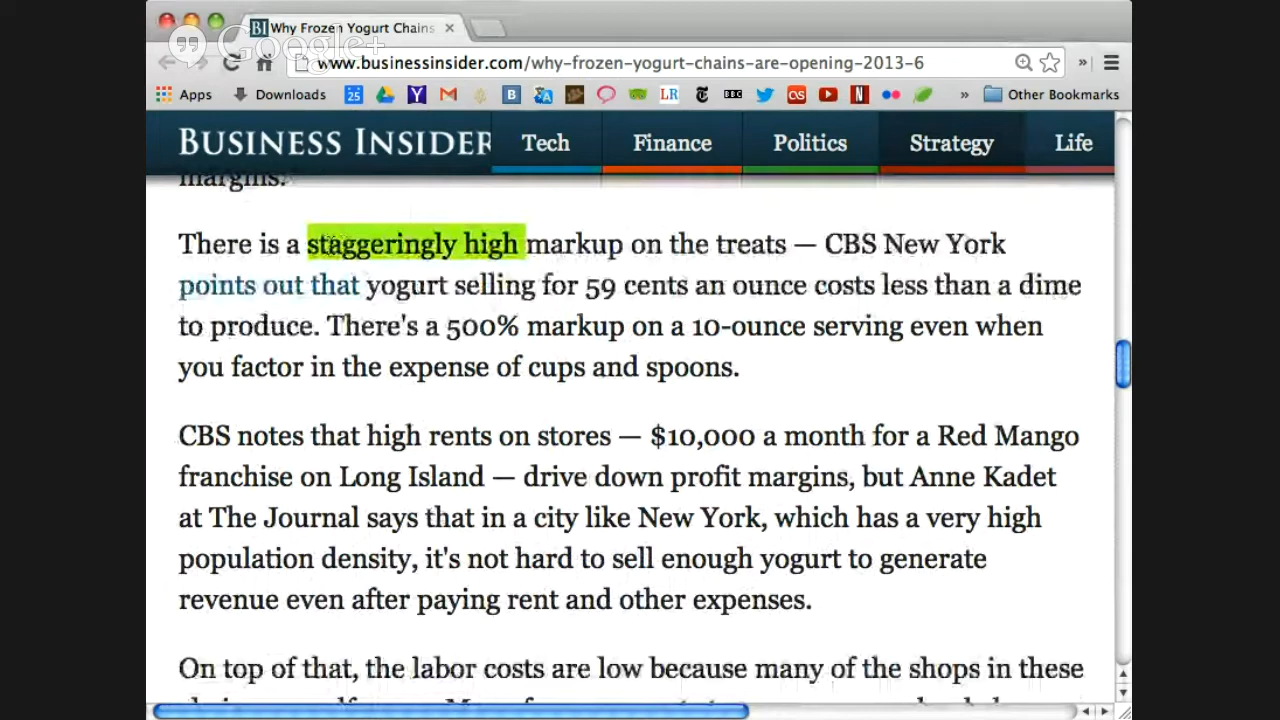 BI Why Frozen Yogurt Chains
Google+
www.businessinsider.com/why-frozen-yogurt-chains-are-opening-2013-6
Apps Downloads 25 Y B LR BBC N » Other Bookmarks
BUSINESS INSIDER Tech Finance Politics Strategy Life
margins.
There is a staggeringly high markup on the treats — CBS New York
points out that yogurt selling for 59 cents an ounce costs less than a dime
to produce. There's a 500% markup on a 10-ounce serving even when
you factor in the expense of cups and spoons.
CBS notes that high rents on stores — $10,000 a month for a Red Mango
franchise on Long Island — drive down profit margins, but Anne Kadet
at The Journal says that in a city like New York, which has a very high
population density, it's not hard to sell enough yogurt to generate
revenue even after paying rent and other expenses.
On top of that, the labor costs are low because many of the shops in these